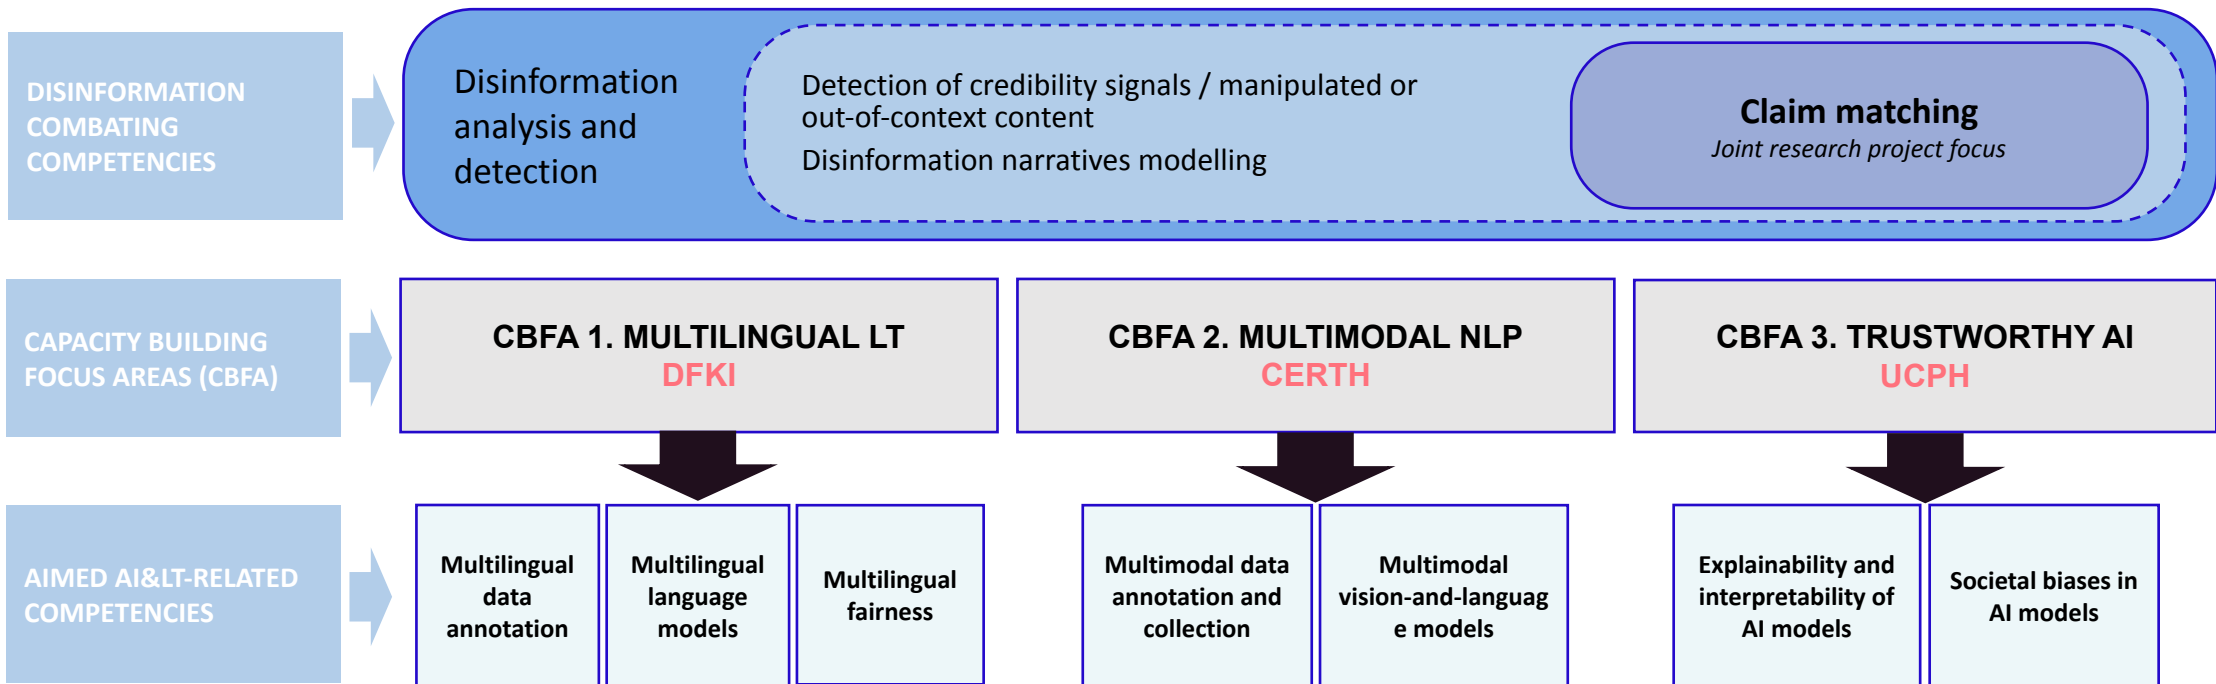 DISINFORMATION
COMBATING
COMPETENCIES
Disinformation
analysis and
detection
Detection of credibility signals / manipulated or
out-of-context content
Disinformation narratives modelling
Claim matching
Joint research project focus
CAPACITY BUILDING
FOCUS AREAS (CBFA)
CBFA 1. MULTILINGUAL LT
DFKI
CBFA 2. MULTIMODAL NLP
CERTH
CBFA 3. TRUSTWORTHY AI
UCPH
AIMED AI&LT-RELATED
COMPETENCIES
Multilingual
data
annotation
Multilingual
language
models
Multilingual
fairness
Multimodal data
annotation and
collection
Multimodal
vision-and-languag
e models
Explainability and
interpretability of
AI models
Societal biases in
AI models